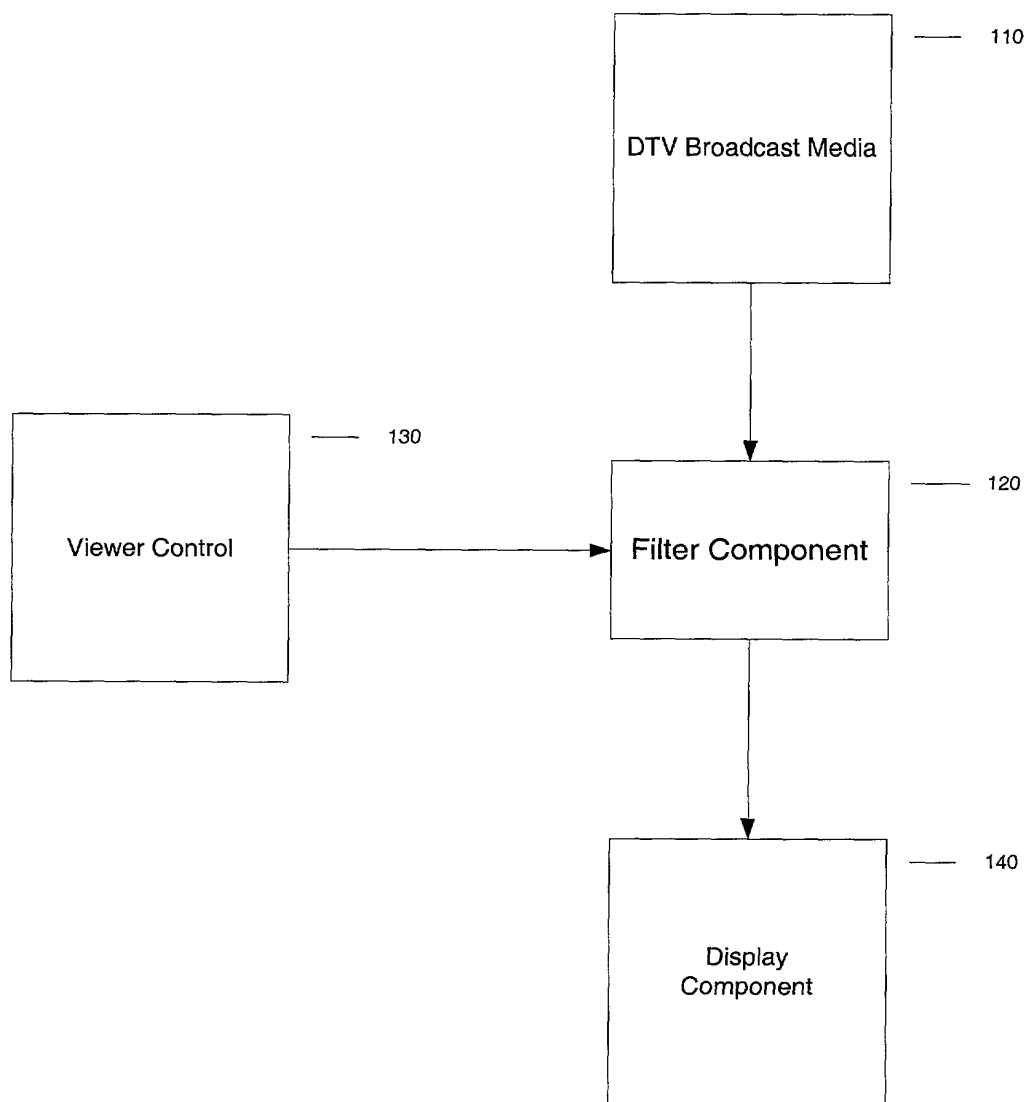 110
DTV Broadcast Media
130
Viewer Control
120
Filter Component
140
Display
Component